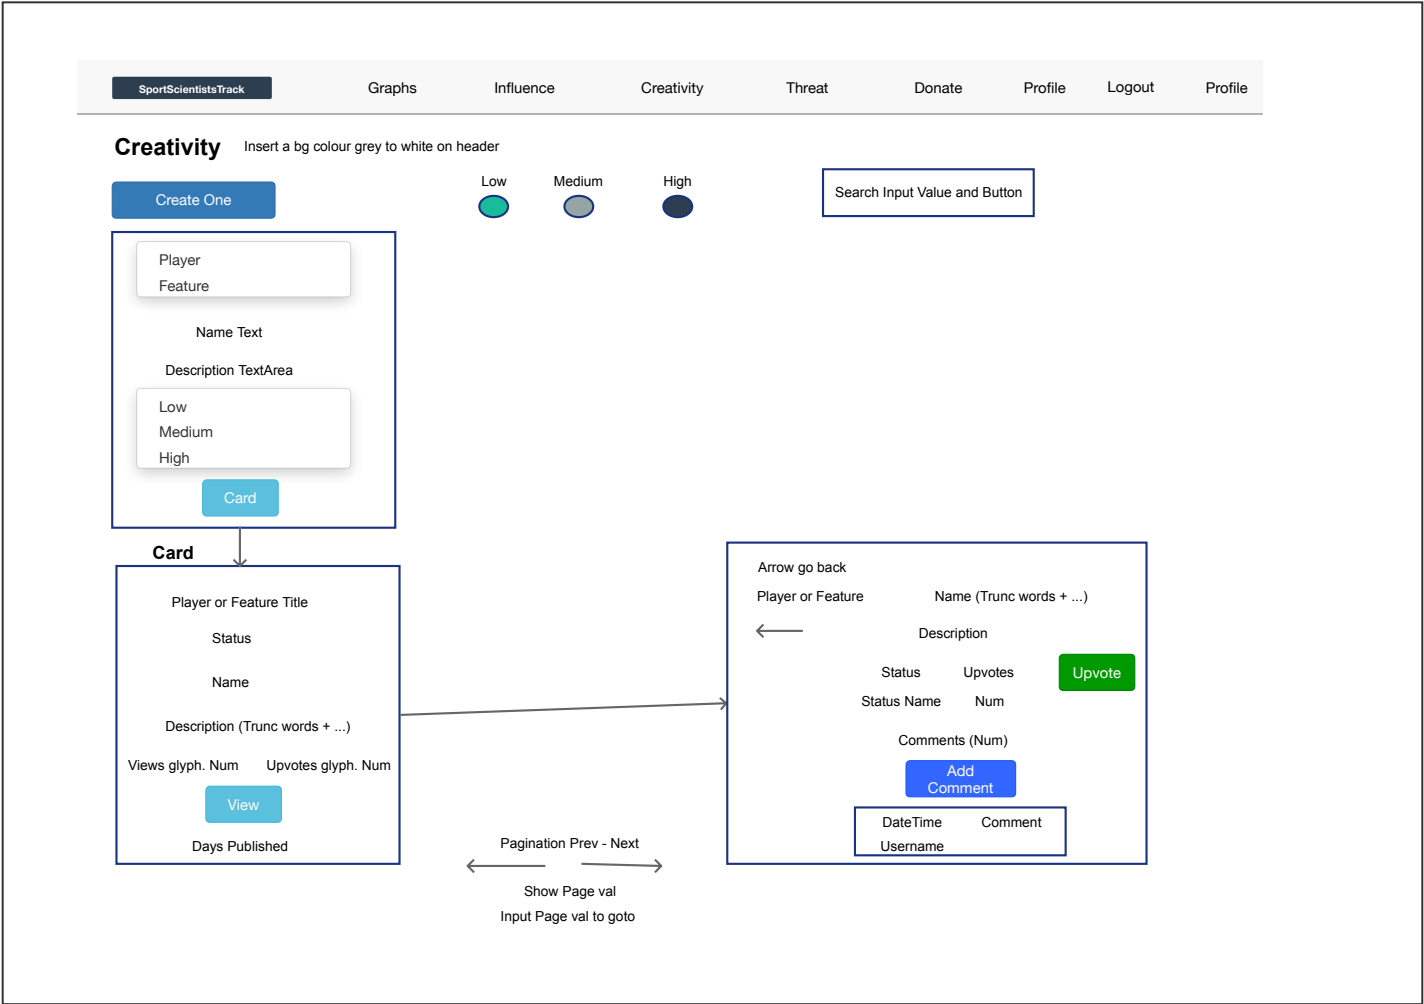 SportScientistsTrack Graphs Influence Creativity Threat Donate Profile Logout Profile
Creativity Insert a bg colour grey to white on header
Low Medium High
Search Input Value and Button
Create One
Player
Feature
Name Text
Description TextArea
Low
Medium
High
Card
Card
Player or Feature Title
Status
Name
Description (Trunc words + ...)
Views glyph. Num Upvotes glyph. Num
View
Days Published
Pagination Prev - Next
Show Page val
Input Page val to goto
Arrow go back
Player or Feature Name (Trunc words + ...)
Description
Status Upvotes Upvote
Status Name Num
Comments (Num)
Add
Comment
DateTime Comment
Username